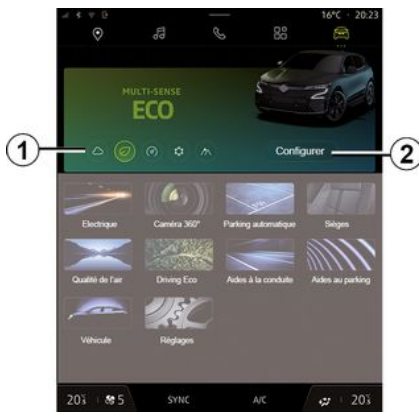 16°C · 20:23
MULTI-SENSE
ECO
1
Configurer
2
Electrique
Caméra 360°
Parking automatique
Sièges
Qualité de l'air
Driving Eco
Aides à la conduite
Aides au parking
Véhicule
Réglages
5
SYNC
A/C